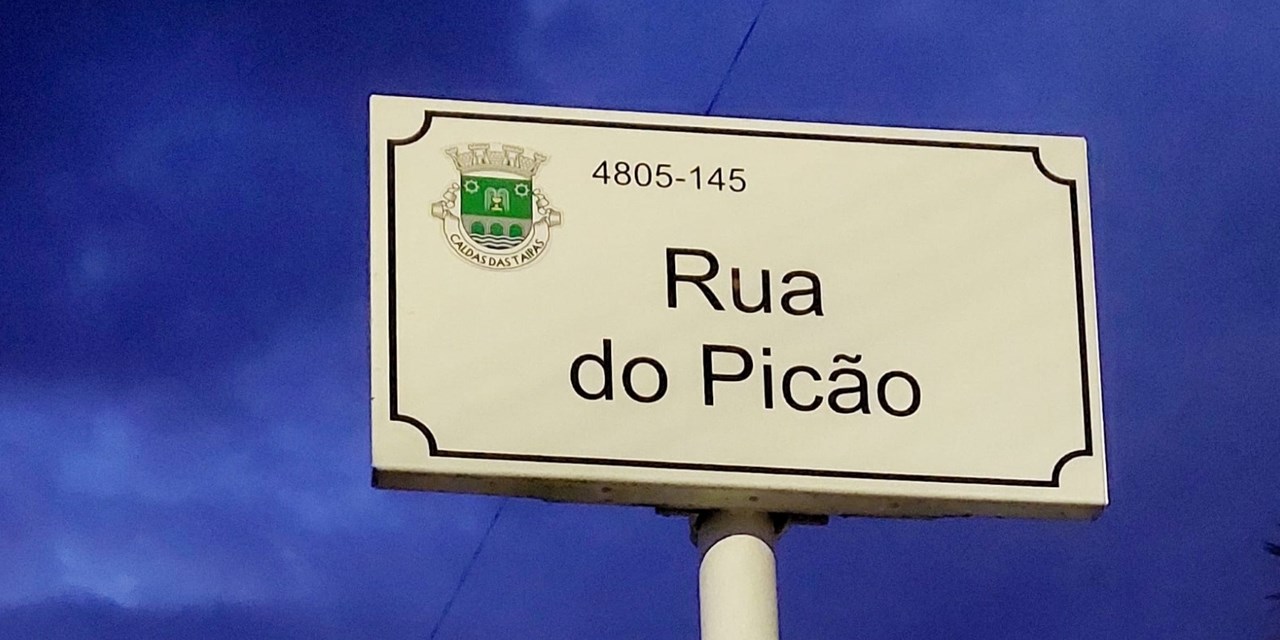 4805-145
CALDAS DAS TAIPAS
Rua
do Picão